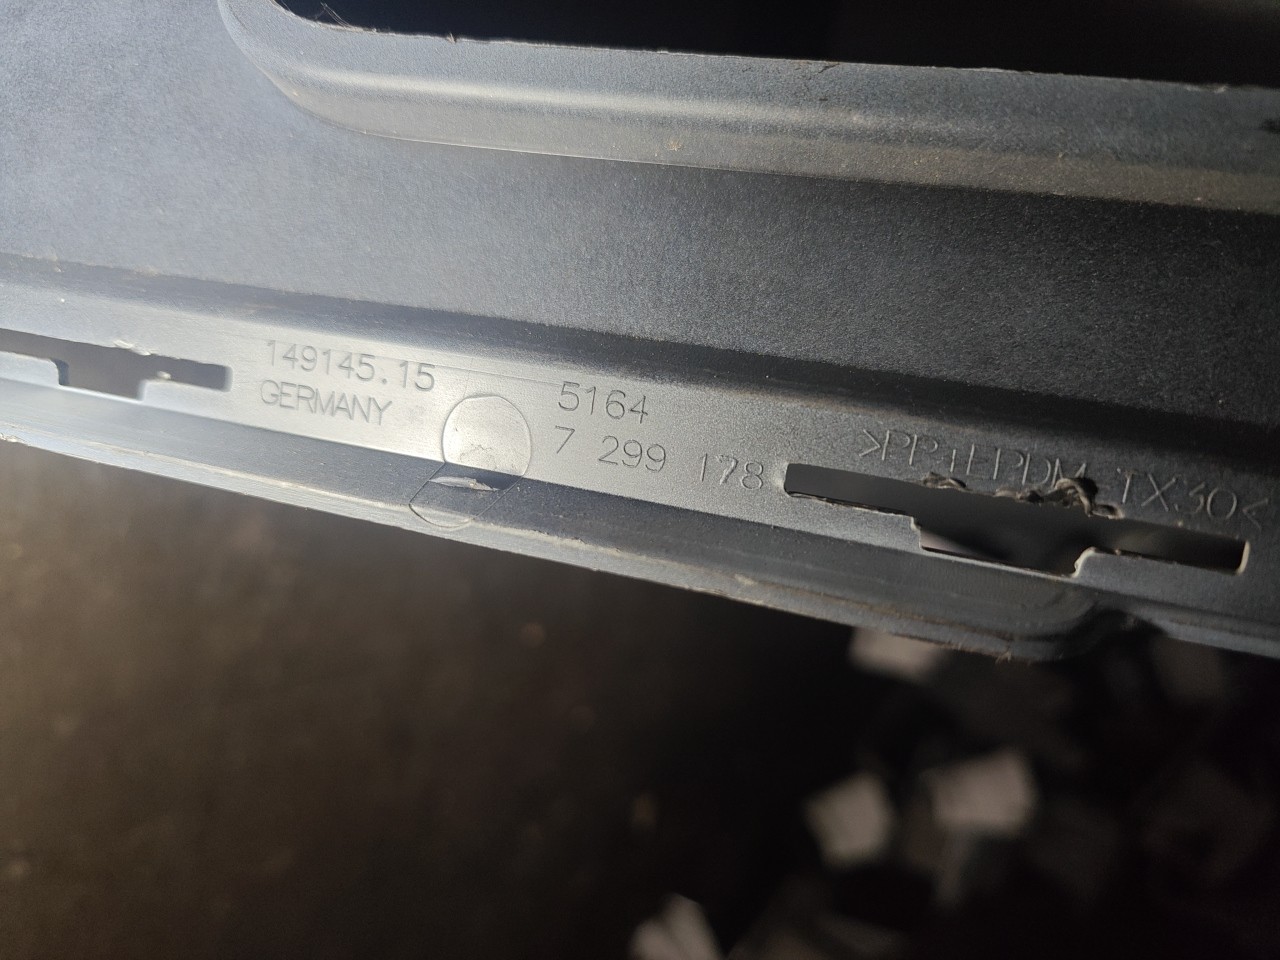 149145.15
GERMANY
5164
7 299 178
>PP+EPDM-TX30<